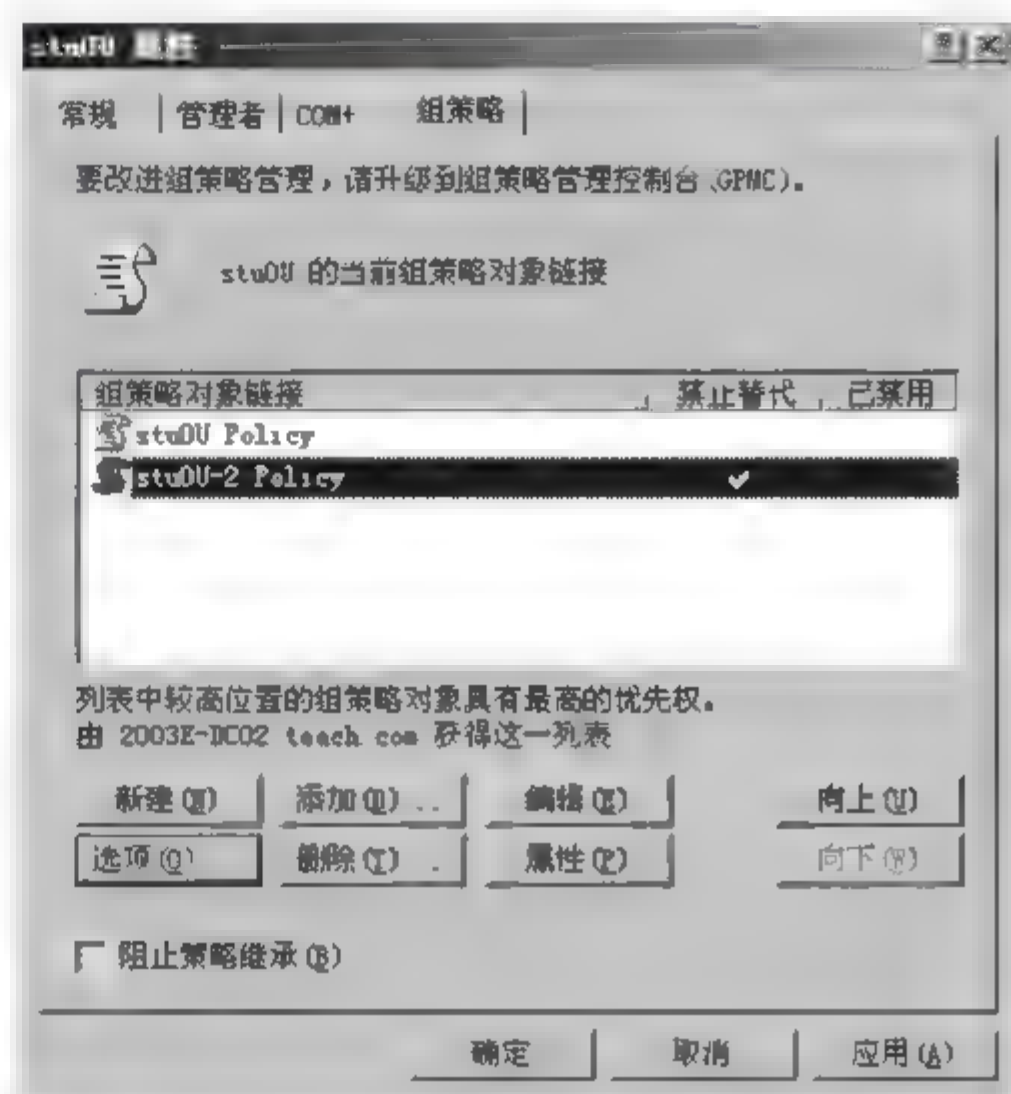 stuOU 属性
常规 管理者 COM+ 组策略
要改进组策略管理，请升级到组策略管理控制台(GPMC)。
stuOU 的当前组策略对象链接
组策略对象链接 禁止替代 已禁用
stuOU Policy
stuOU-2 Policy
列表中较高位置的组策略对象具有最高的优先权。
由 2003E-DC02 teach com 获得这一列表
新建(N) 添加(D).. 编辑(E) 向上(U)
选项(O) 删除(T). 属性(P) 向下(W)
阻止策略继承(B)
确定 取消 应用(A)